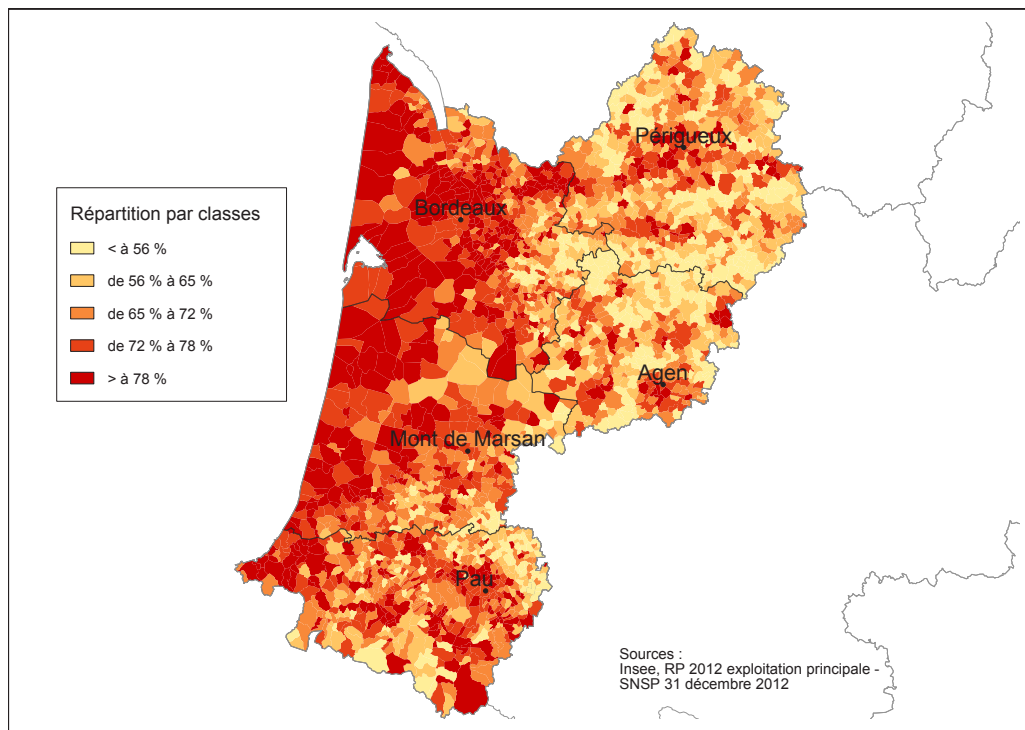 Périgueux
Bordeaux
Répartition par classes
< à 56 %
de 56 % à 65 %
de 65 % à 72 %
de 72 % à 78 %
> à 78 %
Agen
Mont de Marsan
Pau
Sources :
Insee, RP 2012 exploitation principale -
SNSP 31 décembre 2012